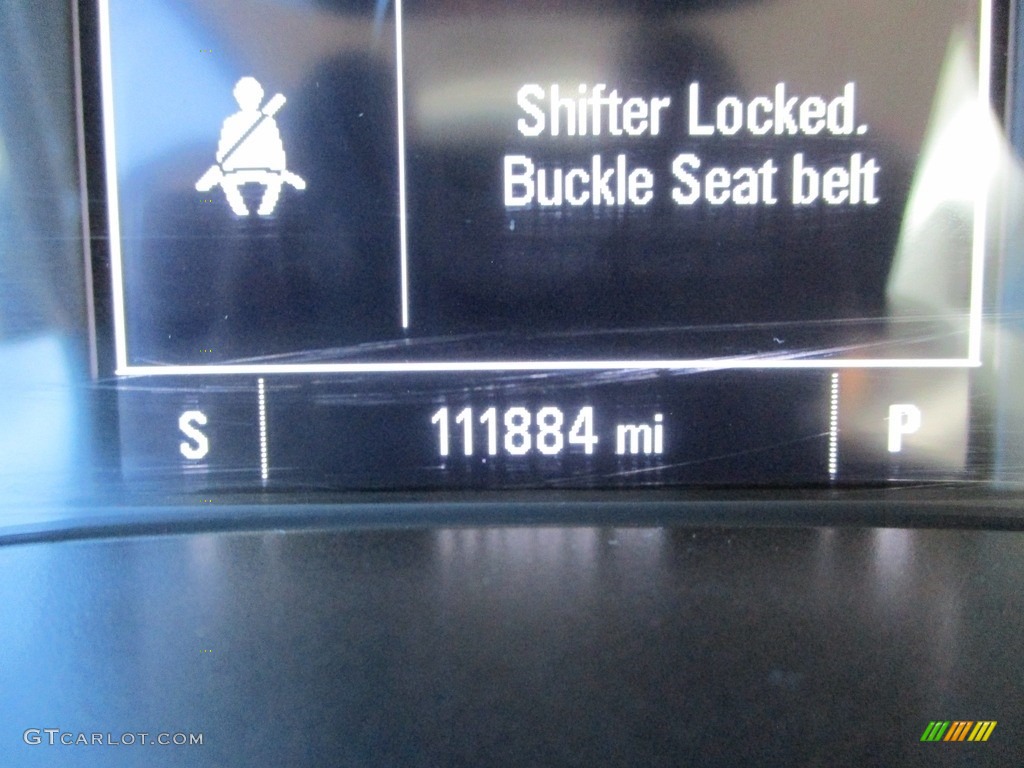 Shifter Locked.
Buckle Seat belt
S 111884 mi P
GTCARLOT.COM